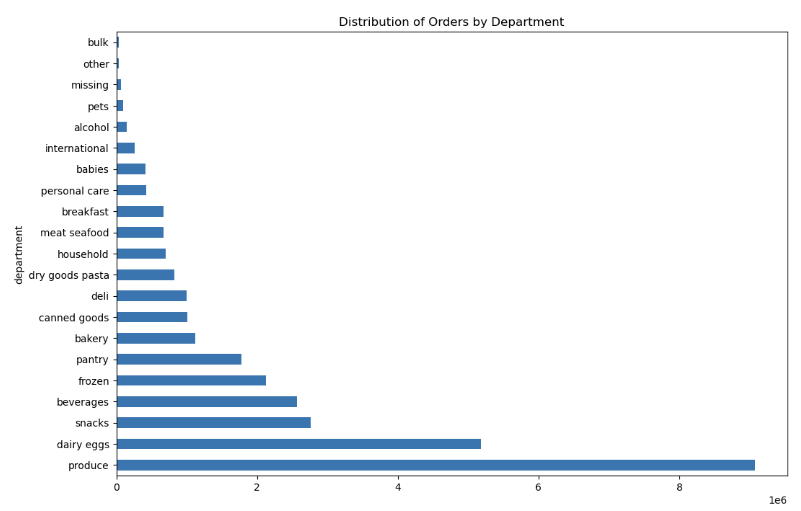 Distribution of Orders by Department
department
bulk
other
missing
pets
alcohol
international
babies
personal care
breakfast
meat seafood
household
dry goods pasta
deli
canned goods
bakery
pantry
frozen
beverages
snacks
dairy eggs
produce
0 2 4 6 8
1e6